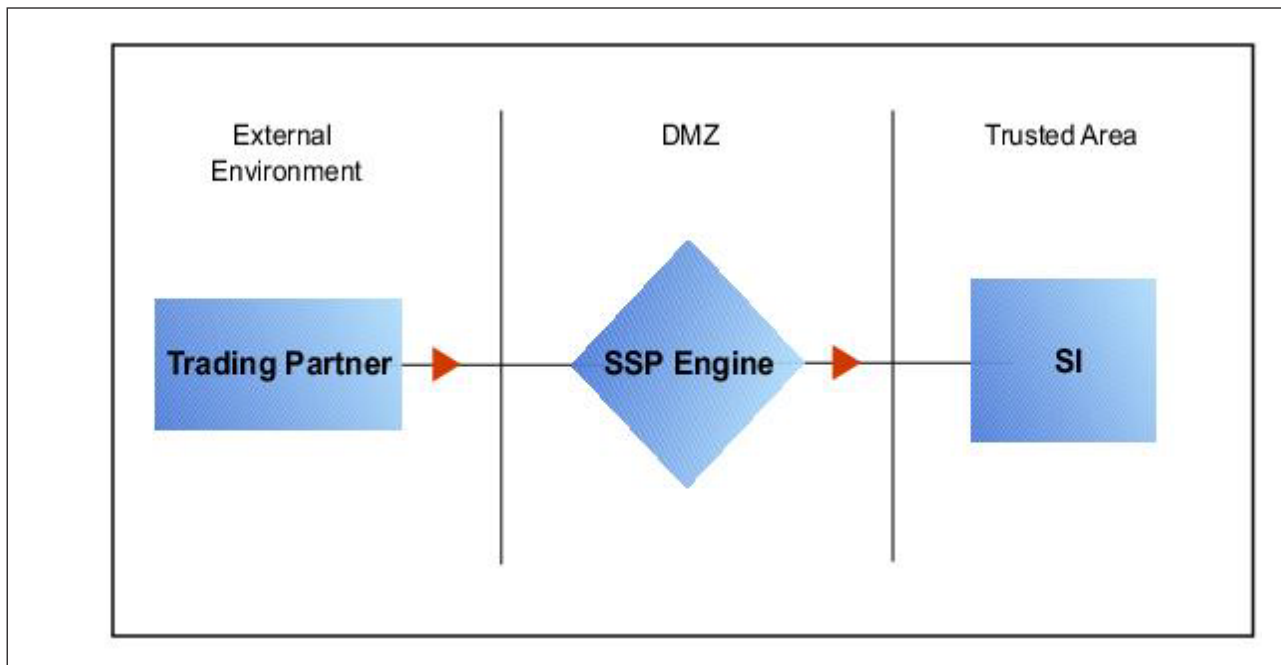 External
Environment
DMZ
Trusted Area
Trading Partner
SSP Engine
SI